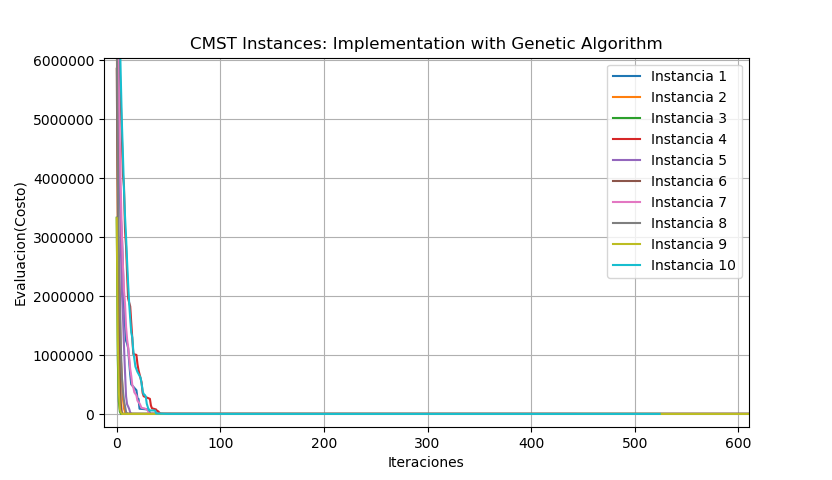 CMST Instances: Implementation with Genetic Algorithm
6000000
5000000
4000000
3000000
2000000
1000000
0
Evaluacion(Costo)
Instancia 1
Instancia 2
Instancia 3
Instancia 4
Instancia 5
Instancia 6
Instancia 7
Instancia 8
Instancia 9
Instancia 10
0 100 200 300 400 500 600
Iteraciones